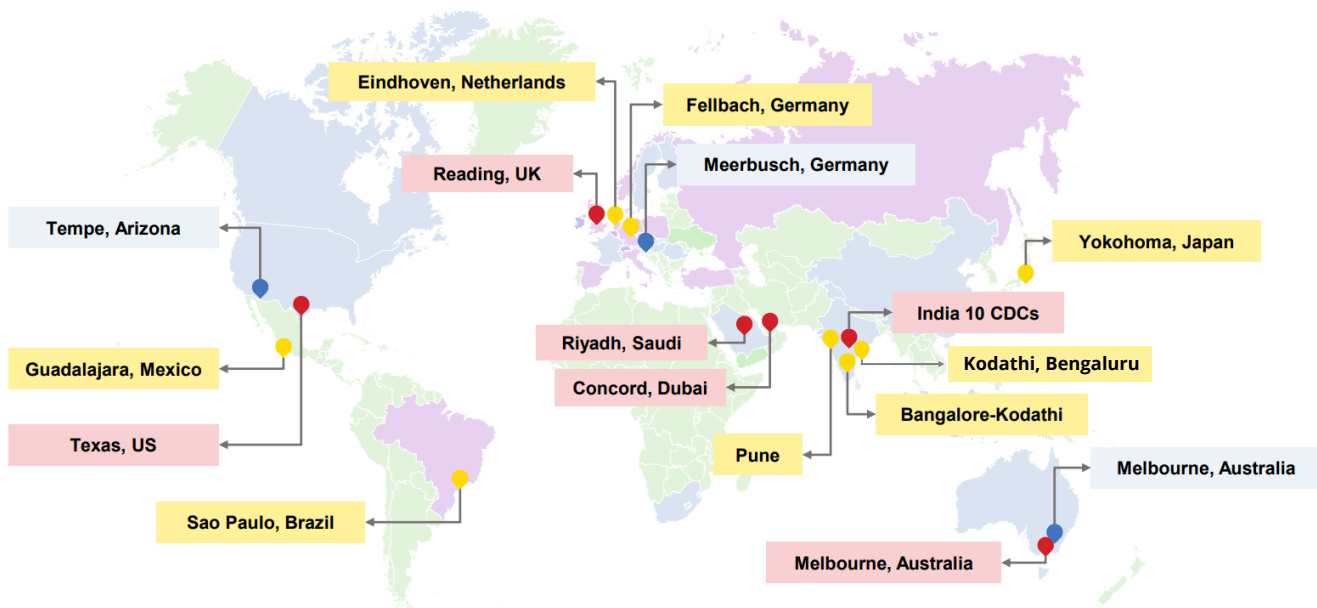 Eindhoven, Netherlands
Fellbach, Germany
Reading, UK
Meerbusch, Germany
Tempe, Arizona
Yokohoma, Japan
India 10 CDCs
Riyadh, Saudi
Kodathi, Bengaluru
Guadalajara, Mexico
Concord, Dubai
Bangalore-Kodathi
Texas, US
Pune
Melbourne, Australia
Sao Paulo, Brazil
Melbourne, Australia